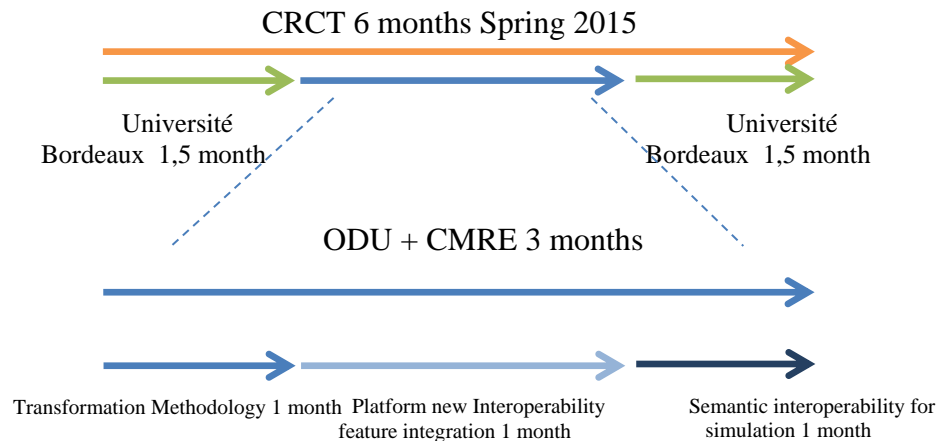 CRCT 6 months Spring 2015
Université
Bordeaux 1,5 month
Université
Bordeaux 1,5 month
ODU + CMRE 3 months
Transformation Methodology 1 month
Platform new Interoperability
feature integration 1 month
Semantic interoperability for
simulation 1 month